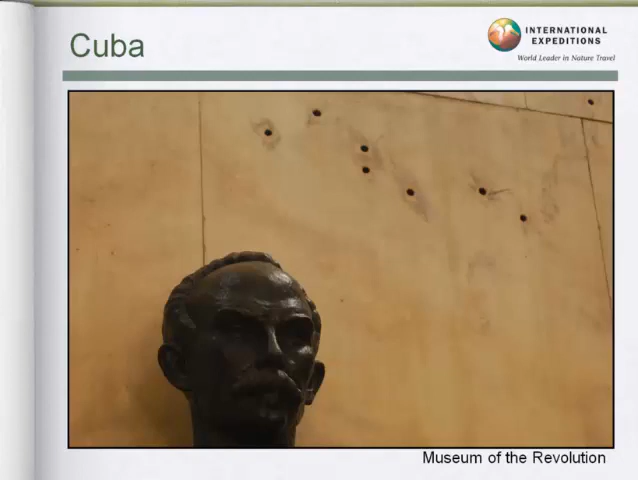 Cuba
INTERNATIONAL
EXPEDITIONS
World Leader in Nature Travel
Museum of the Revolution